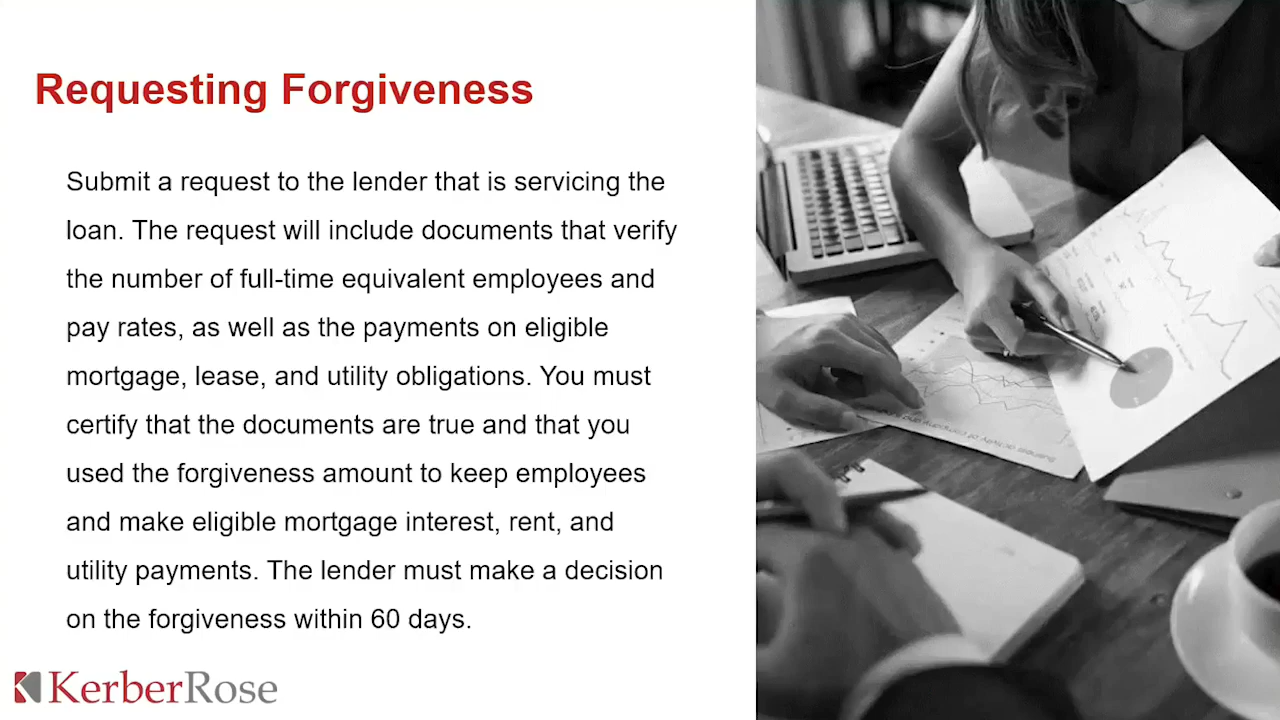 Requesting Forgiveness
Submit a request to the lender that is servicing the
loan. The request will include documents that verify
the number of full-time equivalent employees and
pay rates, as well as the payments on eligible
mortgage, lease, and utility obligations. You must
certify that the documents are true and that you
used the forgiveness amount to keep employees
and make eligible mortgage interest, rent, and
utility payments. The lender must make a decision
on the forgiveness within 60 days.
KerberRose